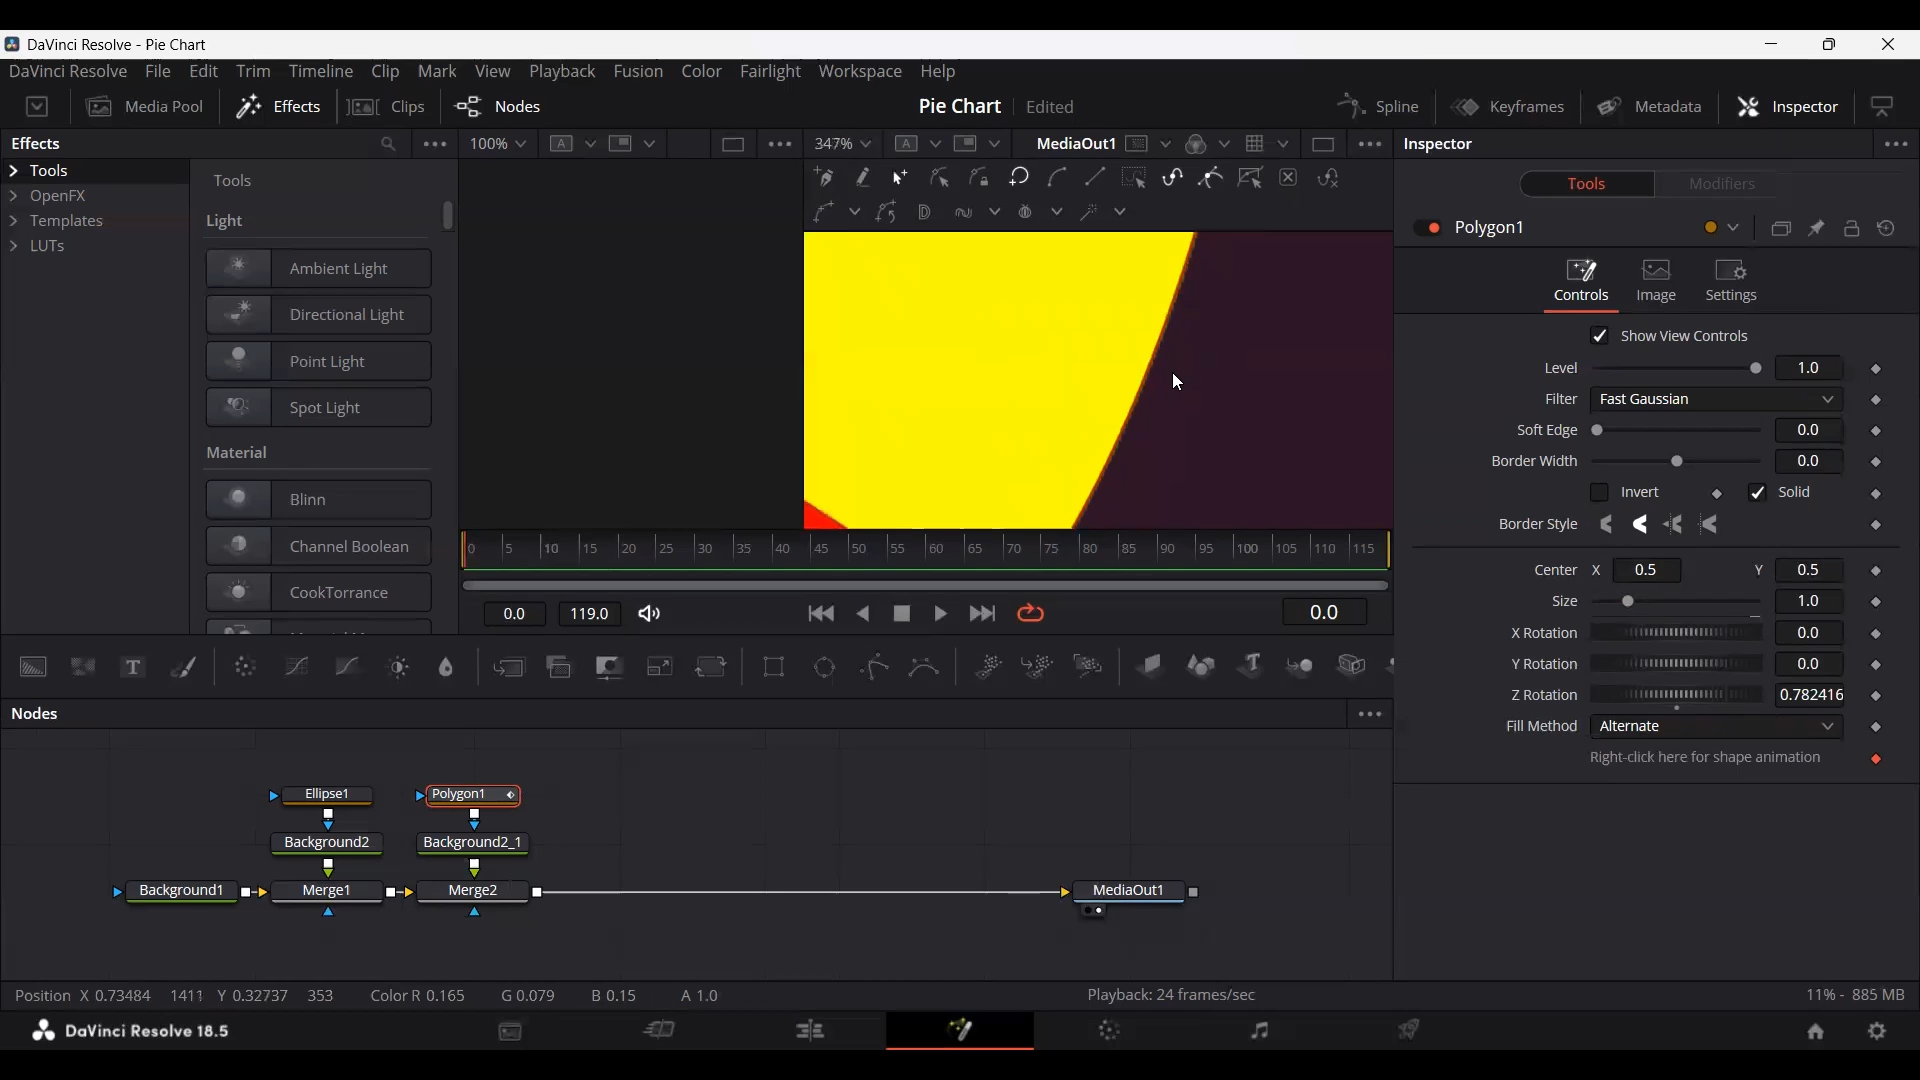 DaVinci Resolve - Pie Chart
DaVinci Resolve File Edit Trim Timeline Clip Mark View Playback Fusion Color Fairlight Workspace Help
Media Pool Effects Clips Nodes Pie Chart Edited Spline Keyframes Metadata Inspector
Effects 100% A 347% A MediaOut1 Inspector
Tools
OpenFX
Templates
LUTs
Tools
Light
Ambient Light
Directional Light
Point Light
Spot Light
Material
Blinn
Channel Boolean
CookTorrance
0 5 10 15 20 25 30 35 40 45 50 55 60 65 70 75 80 85 90 95 100 105 110 115
0.0 119.0 0.0
Tools Modifiers
Polygon1
Controls Image Settings
Show View Controls
Level 1.0
Filter Fast Gaussian
Soft Edge 0.0
Border Width 0.0
Invert Solid
Border Style
Center X 0.5 Y 0.5
Size 1.0
X Rotation 0.0
Y Rotation 0.0
Z Rotation 0.782416
Fill Method Alternate
Right-click here for shape animation
T T
Nodes
Ellipse1 Polygon1
Background2 Background2_1
Background1 Merge1 Merge2 MediaOut1
Position X 0.73484 1411 Y 0.32737 353 Color R 0.165 G 0.079 B 0.15 A 1.0 Playback: 24 frames/sec 11% - 885 MB
DaVinci Resolve 18.5